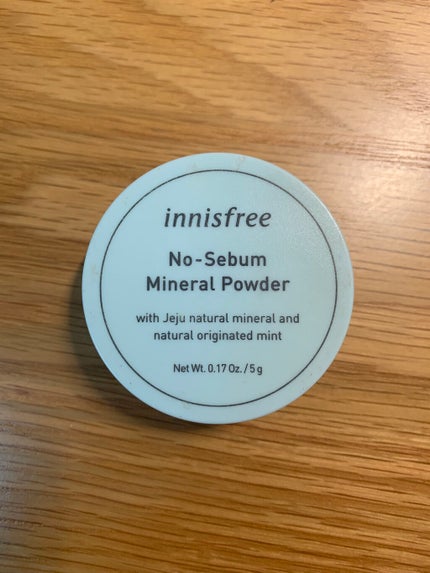 innisfree
No-Sebum
Mineral Powder
with Jeju natural mineral and
natural originated mint
Net Wt. 0.17 Oz. / 5 g